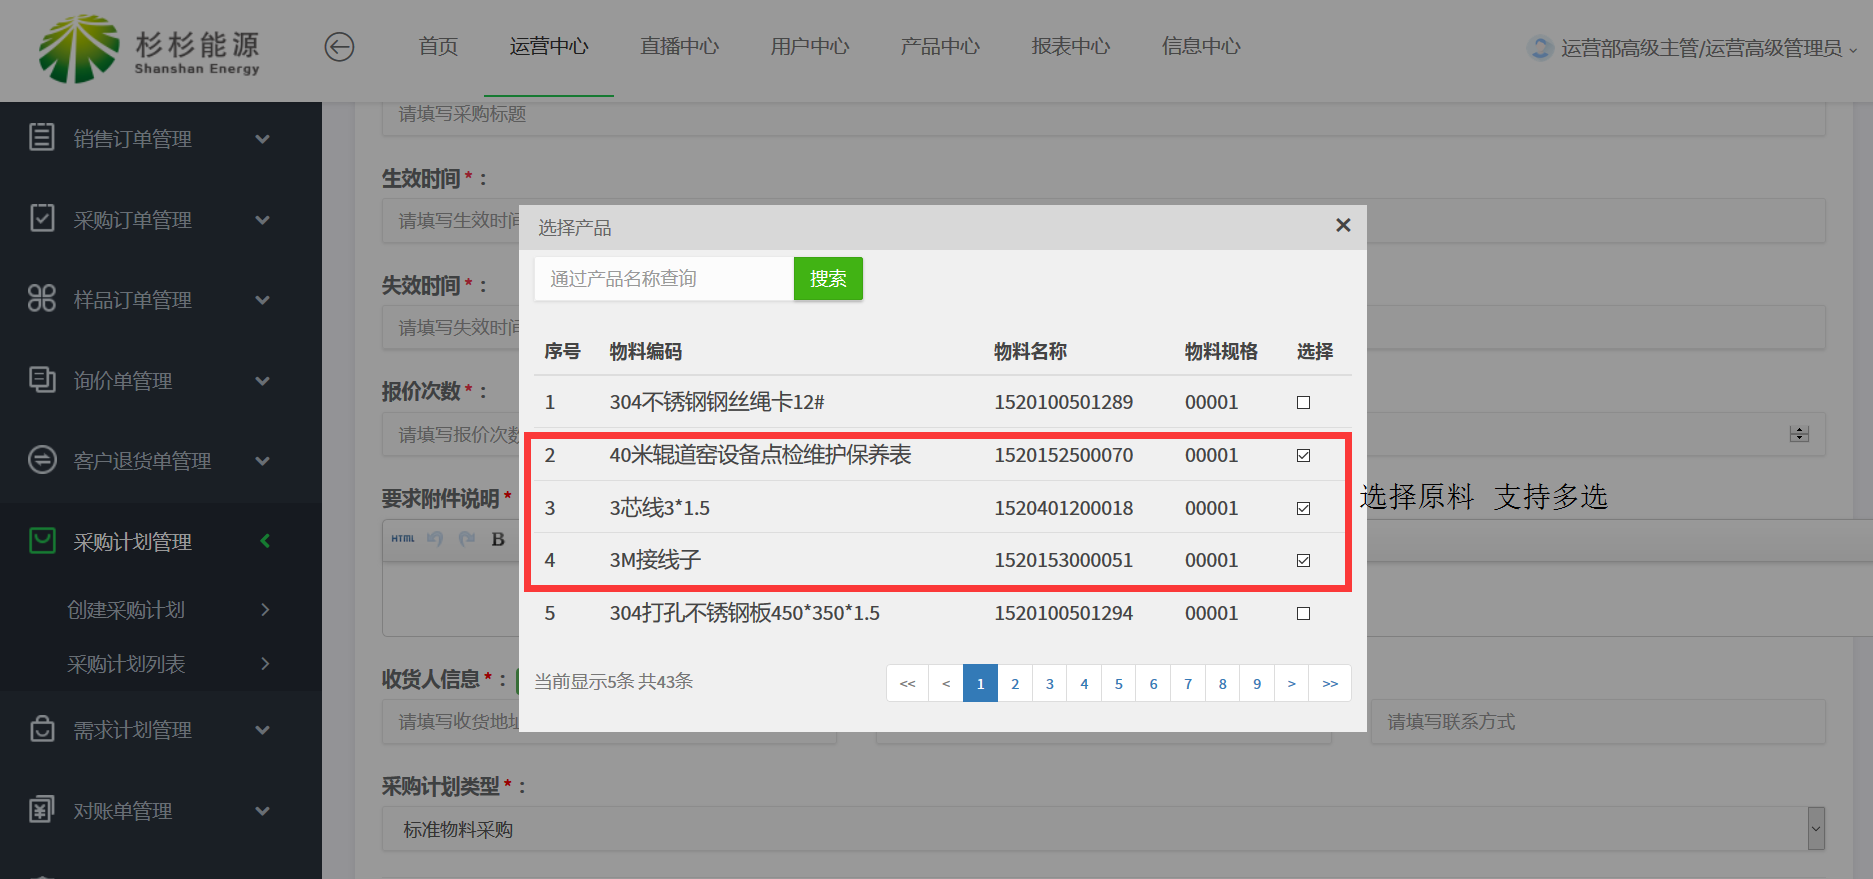 杉杉能源
Shanshan Energy
首页 运营中心 直播中心 用户中心 产品中心 报表中心 信息中心
运营部高级主管/运营高级管理员
销售订单管理
采购订单管理
样品订单管理
询价单管理
客户退货单管理
采购计划管理
创建采购计划
采购计划列表
需求计划管理
对账单管理
请填写采购标题
生效时间*：
请填写生效时间
失效时间*：
请填写失效时间
报价次数*：
请填写报价次数
要求附件说明*
HTML B
收货人信息*：
请填写收货地址
请填写联系方式
采购计划类型*：
标准物料采购
选择产品 ×
通过产品名称查询 搜索
序号 物料编码 物料名称 物料规格 选择
1 304不锈钢钢丝绳卡12# 1520100501289 00001
2 40米辊道窑设备点检维护保养表 1520152500070 00001
3 3芯线3*1.5 1520401200018 00001
4 3M接线子 1520153000051 00001
5 304打孔不锈钢板450*350*1.5 1520100501294 00001
当前显示5条 共43条
<< < 1 2 3 4 5 6 7 8 9 > >>
选择原料 支持多选